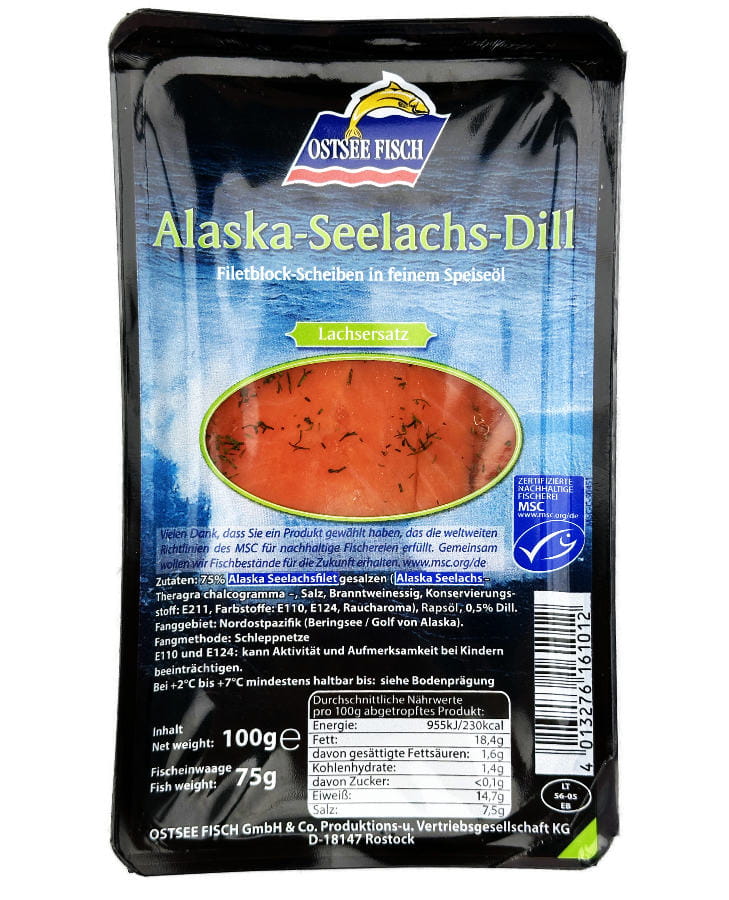 OSTSEE FISCH
Alaska-Seelachs-Dill
Filetblock-Scheiben in feinem Speiseöl
Lachsersatz
ZERTIFIZIERTE
NACHHALTIGE
FISCHEREI
MSC
www.msc.org/de
Vielen Dank, dass Sie ein Produkt gewählt haben, das die weltweiten
Richtlinien des MSC für nachhaltige Fischereien erfüllt. Gemeinsam
wollen wir Fischbestände für die Zukunft erhalten. www.msc.org/de
Zutaten: 75% Alaska Seelachsfilet gesalzen (Alaska Seelachs –
Theragra chalcogramma –, Salz, Branntweinessig, Konservierungs-
stoff: E211, Farbstoffe: E110, E124, Raucharoma), Rapsöl, 0,5% Dill.
Fanggebiet: Nordostpazifik (Beringsee / Golf von Alaska).
Fangmethode: Schleppnetze
E110 und E124: kann Aktivität und Aufmerksamkeit bei Kindern
beeinträchtigen.
Bei +2°C bis +7°C mindestens haltbar bis: siehe Bodenprägung
Inhalt
Net weight: 100g e
Fischeinwaage
Fish weight: 75g
Durchschnittliche Nährwerte
pro 100g abgetropftes Produkt:
Energie: 955kJ/230kcal
Fett: 18,4g
davon gesättigte Fettsäuren: 1,6g
Kohlenhydrate: 1,4g
davon Zucker: <0,1g
Eiweiß: 14,7g
Salz: 7,5g
4 013276 161012
LT
56-05
EB
OSTSEE FISCH GmbH & Co. Produktions-u. Vertriebsgesellschaft KG
D-18147 Rostock